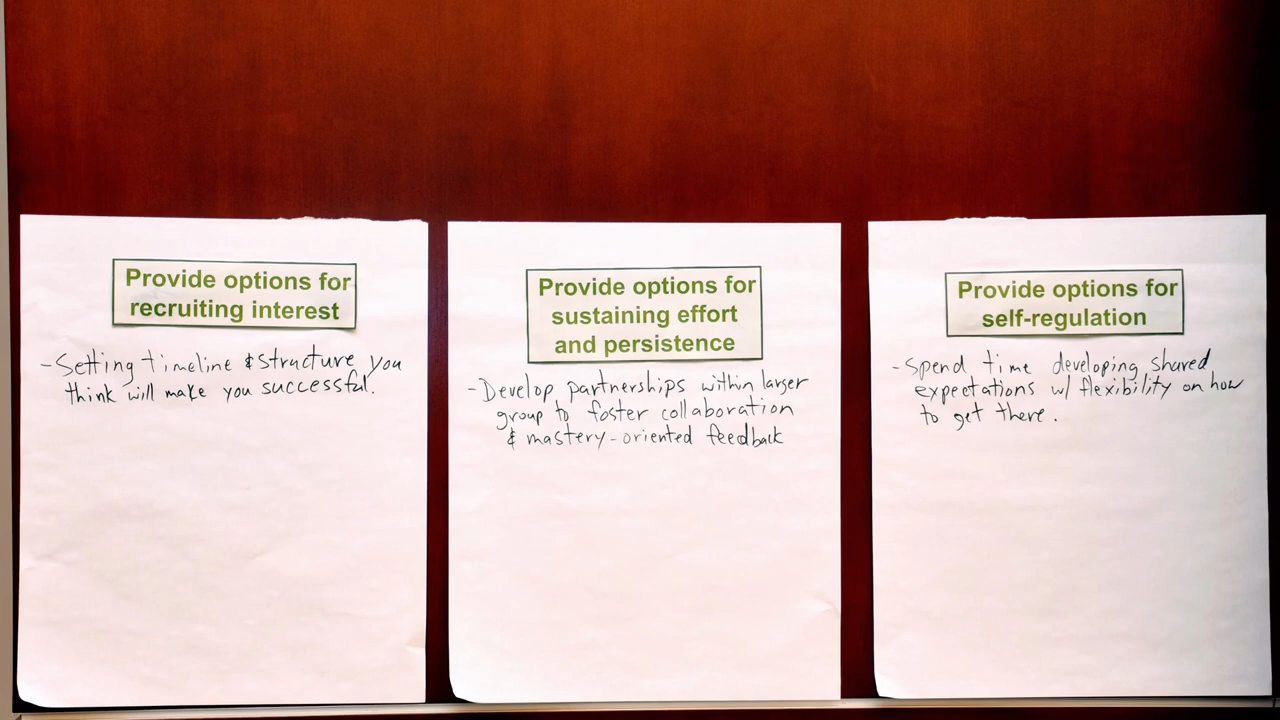 Provide options for
recruiting interest
-Setting timeline & structure you
think will make you successful.
Provide options for
sustaining effort
and persistence
-Develop partnerships within larger
group to foster collaboration
& mastery-oriented feedback
Provide options for
self-regulation
-Spend time developing shared
expectations w/ flexibility on how
to get there.